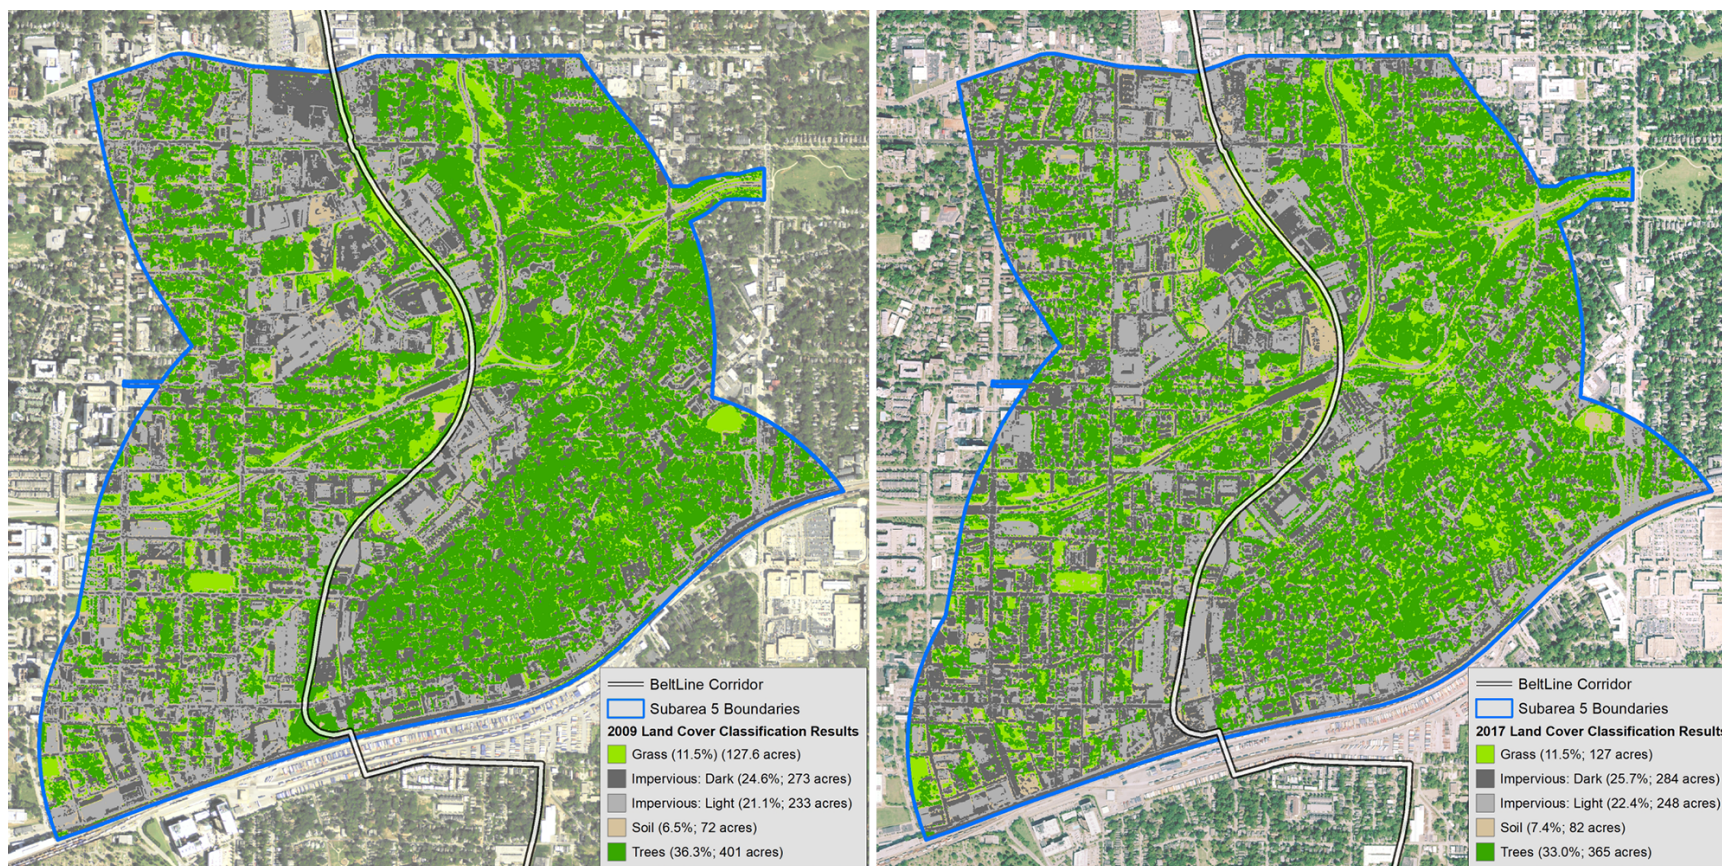 BeltLine Corridor
Subarea 5 Boundaries
2009 Land Cover Classification Results
Grass (11.5%) (127.6 acres)
Impervious: Dark (24.6%; 273 acres)
Impervious: Light (21.1%; 233 acres)
Soil (6.5%; 72 acres)
Trees (36.3%; 401 acres)
BeltLine Corridor
Subarea 5 Boundaries
2017 Land Cover Classification Results
Grass (11.5%; 127 acres)
Impervious: Dark (25.7%; 284 acres)
Impervious: Light (22.4%; 248 acres)
Soil (7.4%; 82 acres)
Trees (33.0%; 365 acres)